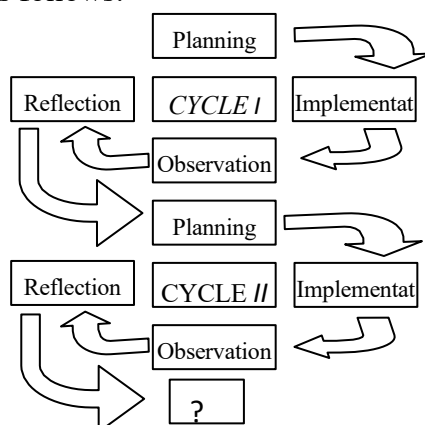 Planning
Reflection CYCLE I Implementat
Observation
Planning
Reflection CYCLE II Implementat
Observation
?